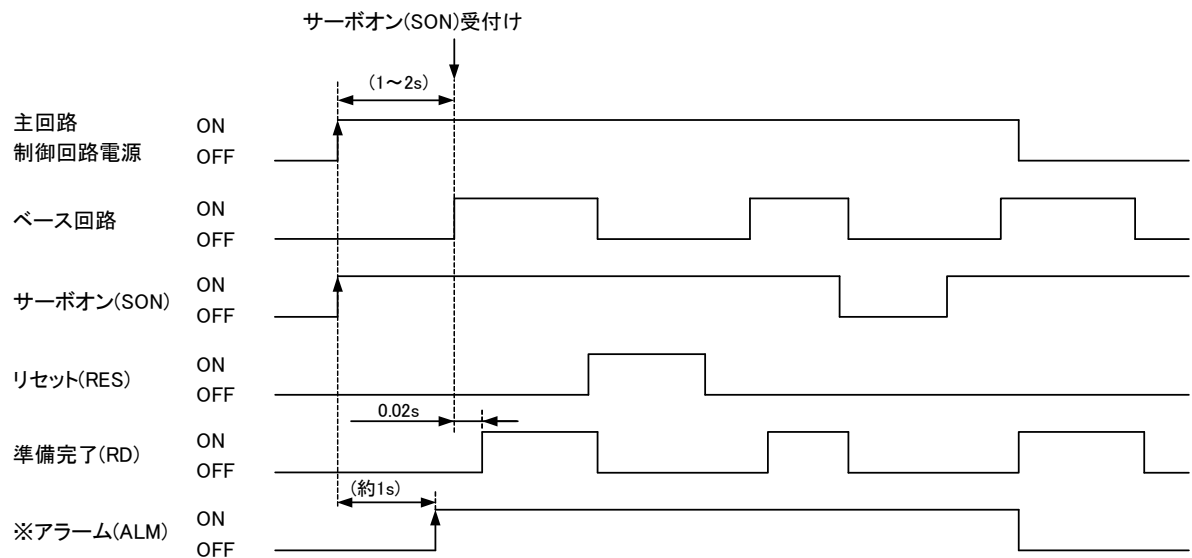 サーボオン(SON)受付け
(1～2s)
主回路
制御回路電源
ON
OFF
ベース回路
ON
OFF
サーボオン(SON)
ON
OFF
リセット(RES)
ON
OFF
0.02s
準備完了(RD)
ON
OFF
(約1s)
※アラーム(ALM)
ON
OFF